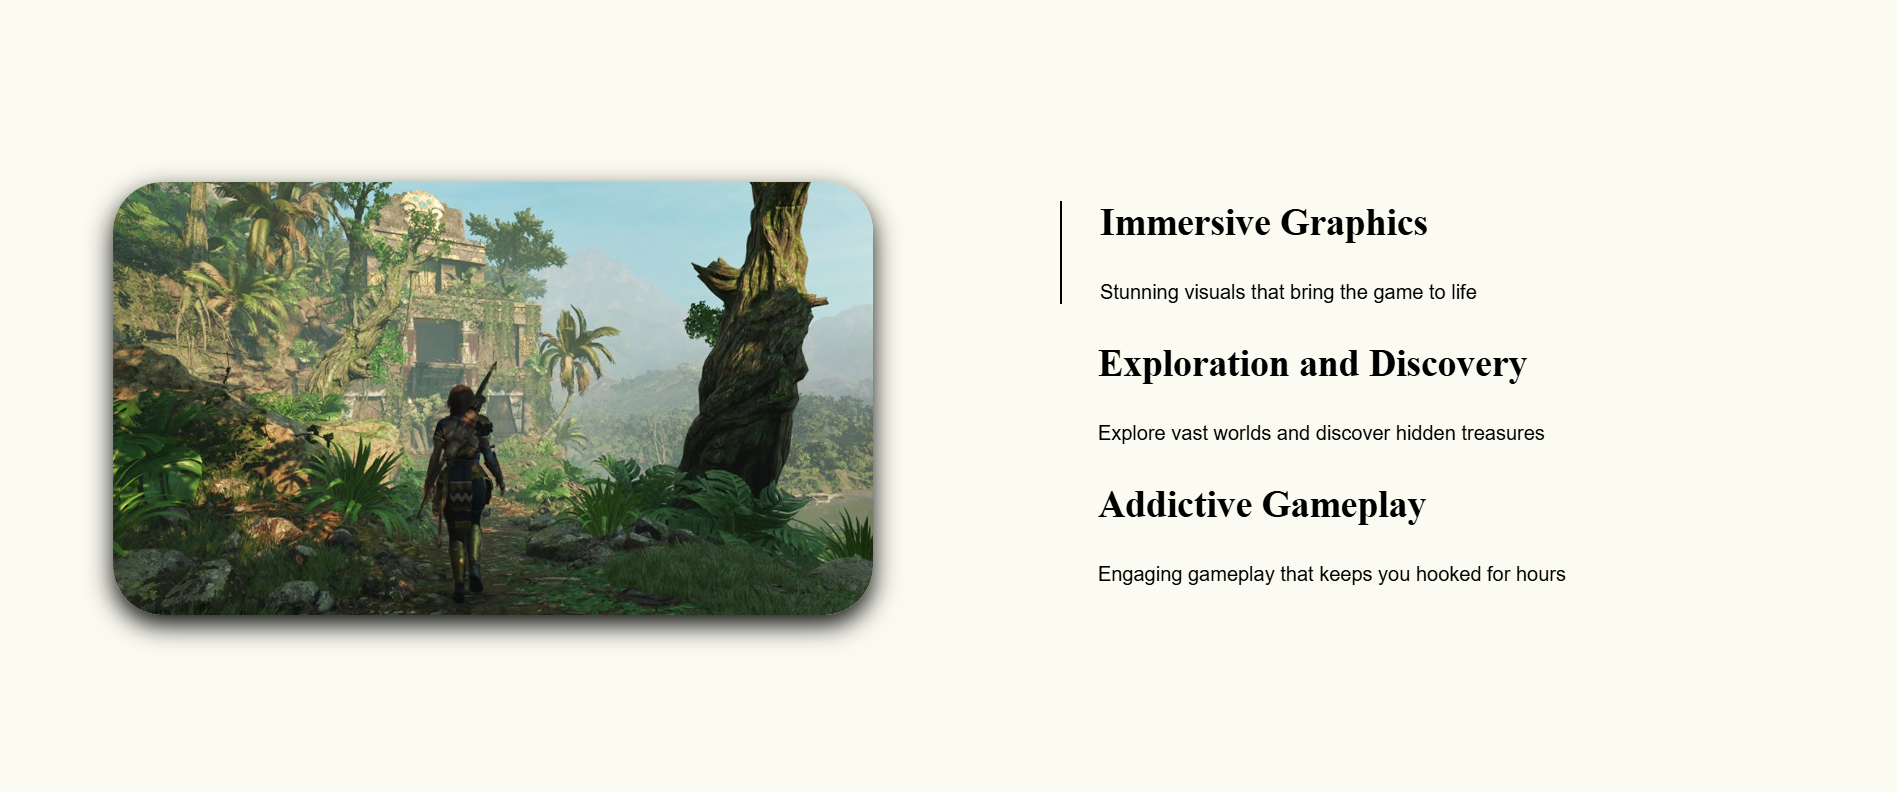 Immersive Graphics
Stunning visuals that bring the game to life
Exploration and Discovery
Explore vast worlds and discover hidden treasures
Addictive Gameplay
Engaging gameplay that keeps you hooked for hours